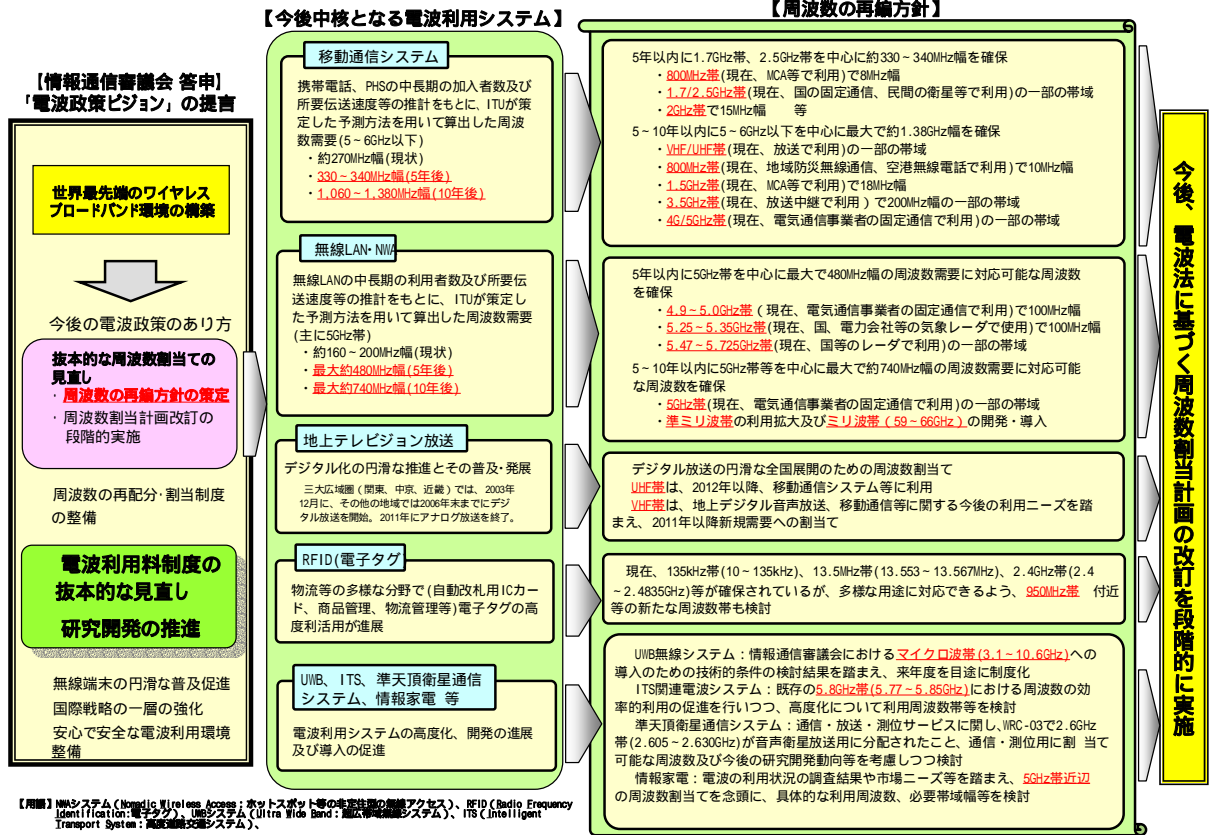 【情報通信審議会 答申】
「電波政策ビジョン」の提言
世界最先端のワイヤレス
ブロードバンド環境の構築
今後の電波政策のあり方
抜本的な周波数割当ての
見直し
・周波数の再編方針の策定
・周波数割当計画改訂の
段階的実施
周波数の再配分・割当制度
の整備
電波利用料制度の
抜本的な見直し
研究開発の推進
無線端末の円滑な普及促進
国際戦略の一層の強化
安心で安全な電波利用環境
整備
【今後中核となる電波利用システム】
移動通信システム
携帯電話、PHSの中長期の加入者数及び
所要伝送速度等の推計をもとに、ITUが策
定した予測方法を用いて算出した周波
数需要(5~6GHz以下)
・約270MHz幅(現状)
・330~340MHz幅(5年後)
・1,060~1,380MHz幅(10年後)
無線LAN・NWA
無線LANの中長期の利用者数及び所要伝
送速度等の推計をもとに、ITUが策定し
た予測方法を用いて算出した周波数需要
(主に5GHz帯)
・約160~200MHz幅(現状)
・最大約480MHz幅(5年後)
・最大約740MHz幅(10年後)
地上テレビジョン放送
デジタル化の円滑な推進とその普及・発展
三大広域圏(関東、中京、近畿)では、2003年
12月に、その他の地域では2006年末までにデジ
タル放送を開始。2011年にアナログ放送を終了。
RFID(電子タグ
物流等の多様な分野で(自動改札用ICカー
ド、商品管理、物流管理等)電子タグの高
度利活用が進展
UWB、ITS、準天頂衛星通信
システム、情報家電 等
電波利用システムの高度化、開発の進展
及び導入の促進
【周波数の再編方針】
5年以内に1.7GHz帯、2.5GHz帯を中心に約330~340MHz幅を確保
・800MHz帯(現在、MCA等で利用)で8MHz幅
・1.7/2.5GHz帯(現在、国の固定通信、民間の衛星等で利用)の一部の帯域
・2GHz帯で15MHz幅 等
5~10年以内に5~6GHz以下を中心に最大で約1.38GHz幅を確保
・VHF/UHF帯(現在、放送で利用)の一部の帯域
・800MHz帯(現在、地域防災無線通信、空港無線電話で利用)で10MHz幅
・1.5GHz帯(現在、MCA等で利用)で18MHz幅
・3.5GHz帯(現在、放送中継で利用)で200MHz幅の一部の帯域
・4G/5GHz帯(現在、電気通信事業者の固定通信で利用)の一部の帯域
5年以内に5GHz帯を中心に最大で480MHz幅の周波数需要に対応可能な周波数
を確保
・4.9~5.0GHz帯(現在、電気通信事業者の固定通信で利用)で100MHz幅
・5.25~5.35GHz帯(現在、国、電力会社等の気象レーダで使用)で100MHz幅
・5.47~5.725GHz帯(現在、国等のレーダで利用)の一部の帯域
5~10年以内に5GHz帯等を中心に最大で約740MHz幅の周波数需要に対応可能
な周波数を確保
・5GHz帯(現在、電気通信事業者の固定通信で利用)の一部の帯域
・準ミリ波帯の利用拡大及びミリ波帯(59~66GHz)の開発・導入
デジタル放送の円滑な全国展開のための周波数割当て
UHF帯は、2012年以降、移動通信システム等に利用
VHF帯は、地上デジタル音声放送、移動通信等に関する今後の利用ニーズを踏
まえ、2011年以降新規需要への割当て
現在、135kHz帯(10~135kHz)、13.5MHz帯(13.553~13.567MHz)、2.4GHz帯(2.4
~2.4835GHz)等が確保されているが、多様な用途に対応できるよう、950MHz帯 付近
等の新たな周波数帯も検討
UWB無線システム:情報通信審議会におけるマイクロ波帯(3.1~10.6GHz)への
導入のための技術的条件の検討結果を踏まえ、来年度を目途に制度化
ITS関連電波システム:既存の5.8GHz帯(5.77~5.85GHz)における周波数の効
率的利用の促進を行いつつ、高度化について利用周波数帯等を検討
準天頂衛星通信システム:通信・放送・測位サービスに関し、WRC-03で2.6GHz
帯(2.605~2.630GHz)が音声衛星放送用に分配されたこと、通信・測位用に割 当て
可能な周波数及び今後の研究開発動向等を考慮しつつ検討
情報家電:電波の利用状況の調査結果や市場ニーズ等を踏まえ、5GHz帯近辺
の周波数割当てを念頭に、具体的な利用周波数、必要帯域幅等を検討
今後、電波法に基づく周波数割当計画の改訂を段階的に実施
【用語】NWAシステム(Nomadic Wireless Access:ホットスポット等の非定住型の無線アクセス)、RFID(Radio Frequency
Identification:電子タグ)、UWBシステム(Ultra Wide Band:超広帯域無線システム)、ITS(Intelligent
Transport System:高度道路交通システム)、